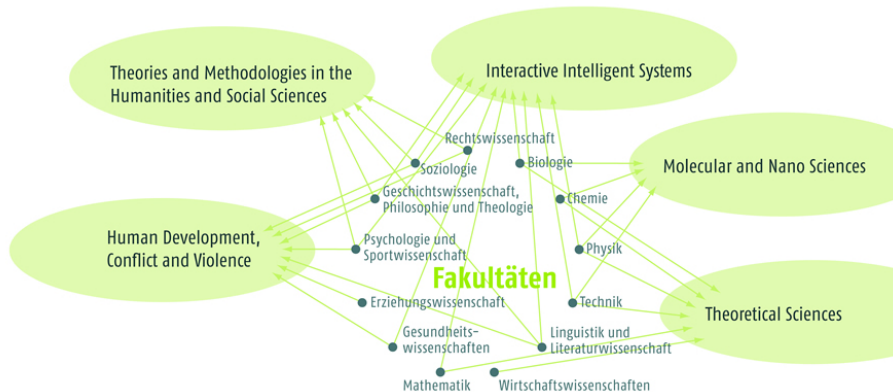 Theories and Methodologies in the
Humanities and Social Sciences
Interactive Intelligent Systems
Rechtswissenschaft
Soziologie
Biologie
Molecular and Nano Sciences
Geschichtswissenschaft,
Philosophie und Theologie
Chemie
Human Development,
Conflict and Violence
Psychologie und
Sportwissenschaft
Physik
Fakultäten
Erziehungswissenschaft
Technik
Theoretical Sciences
Gesundheits-
wissenschaften
Linguistik und
Literaturwissenschaft
Mathematik
Wirtschaftswissenschaften